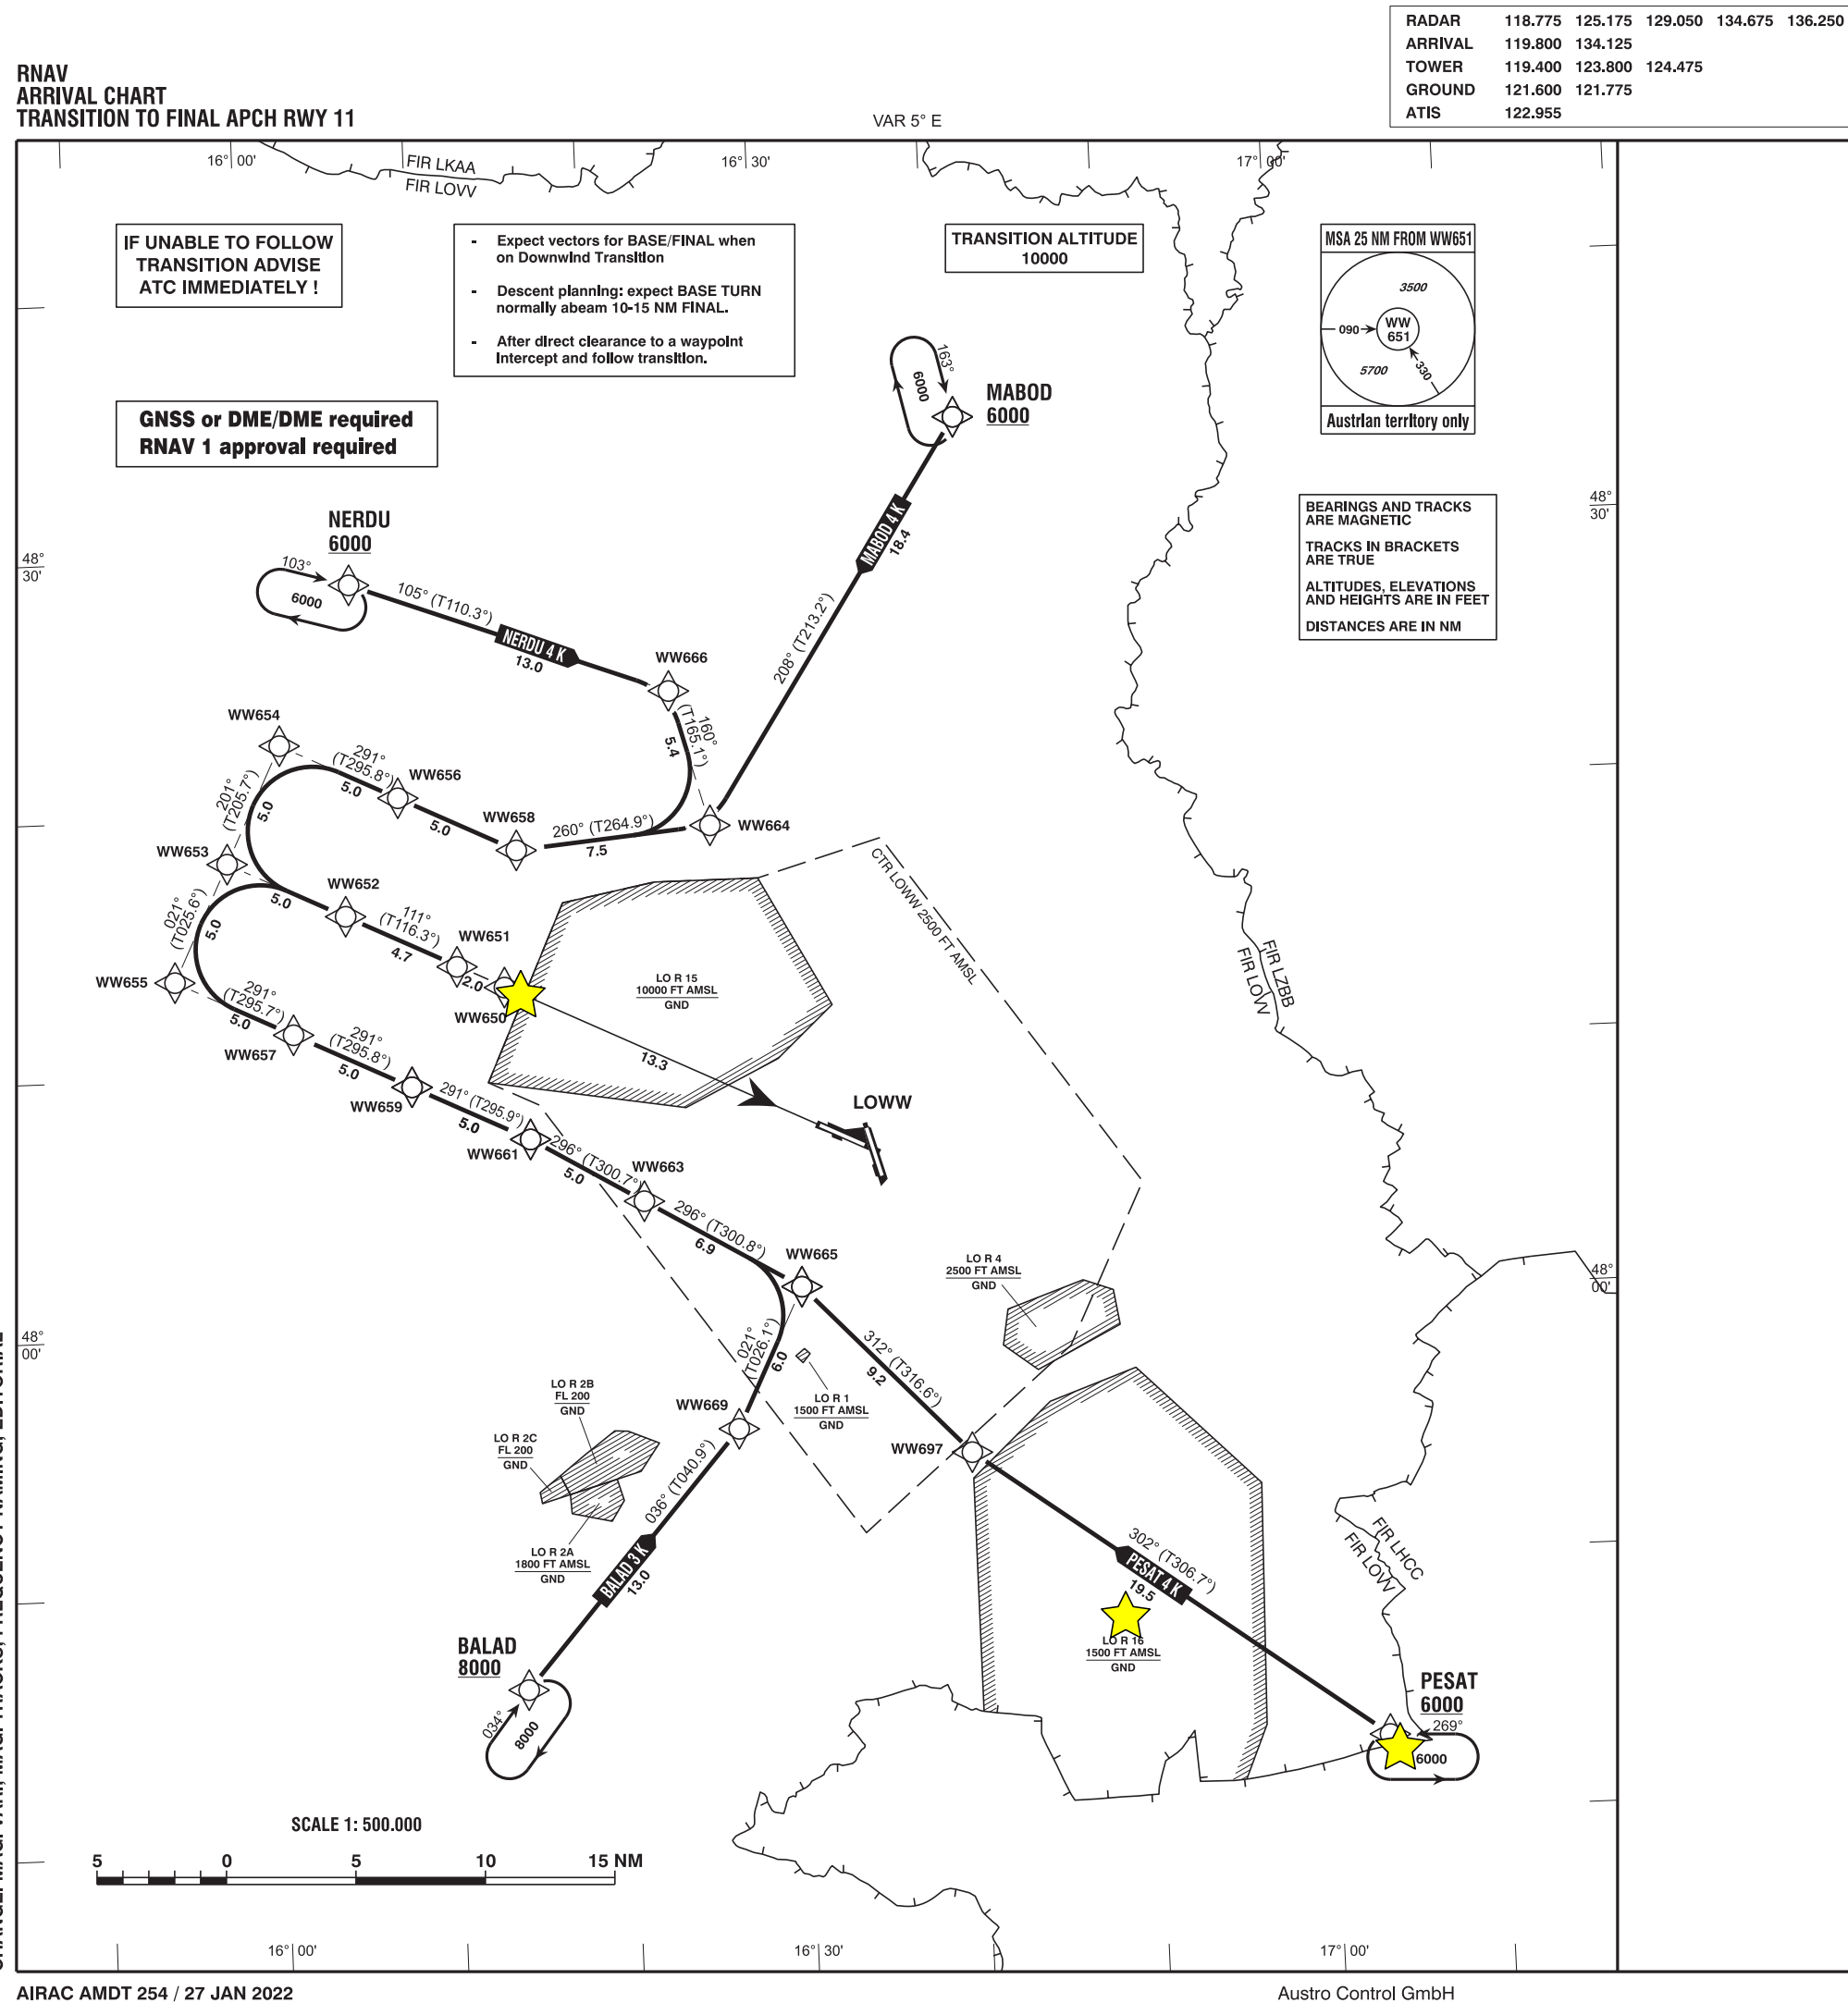 RADAR 118.775 125.175 129.050 134.675 136.250
ARRIVAL 119.800 134.125
TOWER 119.400 123.800 124.475
GROUND 121.600 121.775
ATIS 122.955
RNAV
ARRIVAL CHART
TRANSITION TO FINAL APCH RWY 11
VAR 5° E
16° 00'
FIR LKAA
FIR LOVV
16° 30'
17° 00'
IF UNABLE TO FOLLOW
TRANSITION ADVISE
ATC IMMEDIATELY !
- Expect vectors for BASE/FINAL when
on Downwind Transition
- Descent planning: expect BASE TURN
normally abeam 10-15 NM FINAL.
- After direct clearance to a waypoint
intercept and follow transition.
TRANSITION ALTITUDE
10000
MSA 25 NM FROM WW651
3500
090
WW
651
5700
330
Austrian territory only
GNSS or DME/DME required
RNAV 1 approval required
163°
6000
MABOD
6000
MABOD 4 K
18.4
208° (T213.2°)
BEARINGS AND TRACKS
ARE MAGNETIC
TRACKS IN BRACKETS
ARE TRUE
ALTITUDES, ELEVATIONS
AND HEIGHTS ARE IN FEET
DISTANCES ARE IN NM
48°
30'
48°
30'
NERDU
6000
103°
6000
105° (T110.3°)
NERDU 4 K
13.0
WW666
160°
(T165.1°)
5.4
WW654
291°
(T295.8°)
5.0
WW656
5.0
WW658
260° (T264.9°)
7.5
WW664
201°
(T205.7°)
5.0
WW653
5.0
WW652
111°
(T116.3°)
4.7
WW651
2.0
WW650
021°
(T025.6°)
5.0
WW655
291°
(T295.7°)
5.0
WW657
291°
(T295.8°)
5.0
WW659
291° (T295.9°)
5.0
WW661
296° (T300.7°)
5.0
WW663
296° (T300.8°)
6.9
WW665
LO R 15
10000 FT AMSL
GND
13.3
CTR LOWW 2500 FT AMSL
LOWW
FIR LZBB
FIR LOVV
LO R 4
2500 FT AMSL
GND
48°
00'
48°
00'
021°
(T026.1°)
6.0
312° (T316.6°)
9.2
LO R 1
1500 FT AMSL
GND
LO R 2B
FL 200
GND
LO R 2C
FL 200
GND
LO R 2A
1800 FT AMSL
GND
WW669
036° (T040.9°)
BALAD 3 K
13.0
WW697
302° (T306.7°)
PESAT 4 K
19.5
LO R 16
1500 FT AMSL
GND
FIR LHCC
FIR LOVV
BALAD
8000
034°
8000
PESAT
6000
269°
6000
SCALE 1: 500.000
5 0 5 10 15 NM
16° 00'
16° 30'
17° 00'
AIRAC AMDT 254 / 27 JAN 2022
Austro Control GmbH